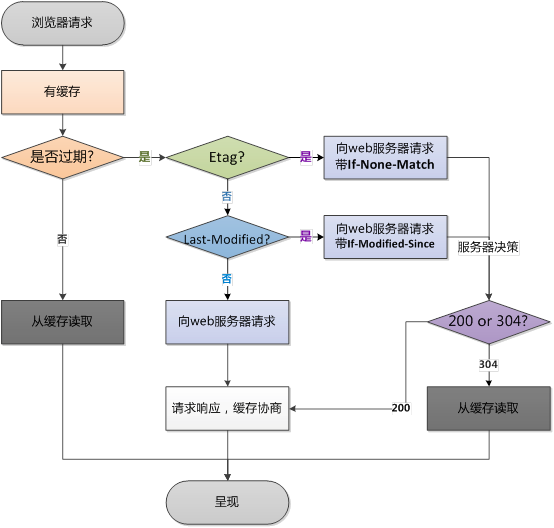 浏览器请求
有缓存
是否过期?
是
Etag?
是
向web服务器请求
带If-None-Match
否
否
Last-Modified?
是
向web服务器请求
带If-Modified-Since
服务器决策
否
从缓存读取
向web服务器请求
200 or 304?
304
请求响应，缓存协商
200
从缓存读取
呈现